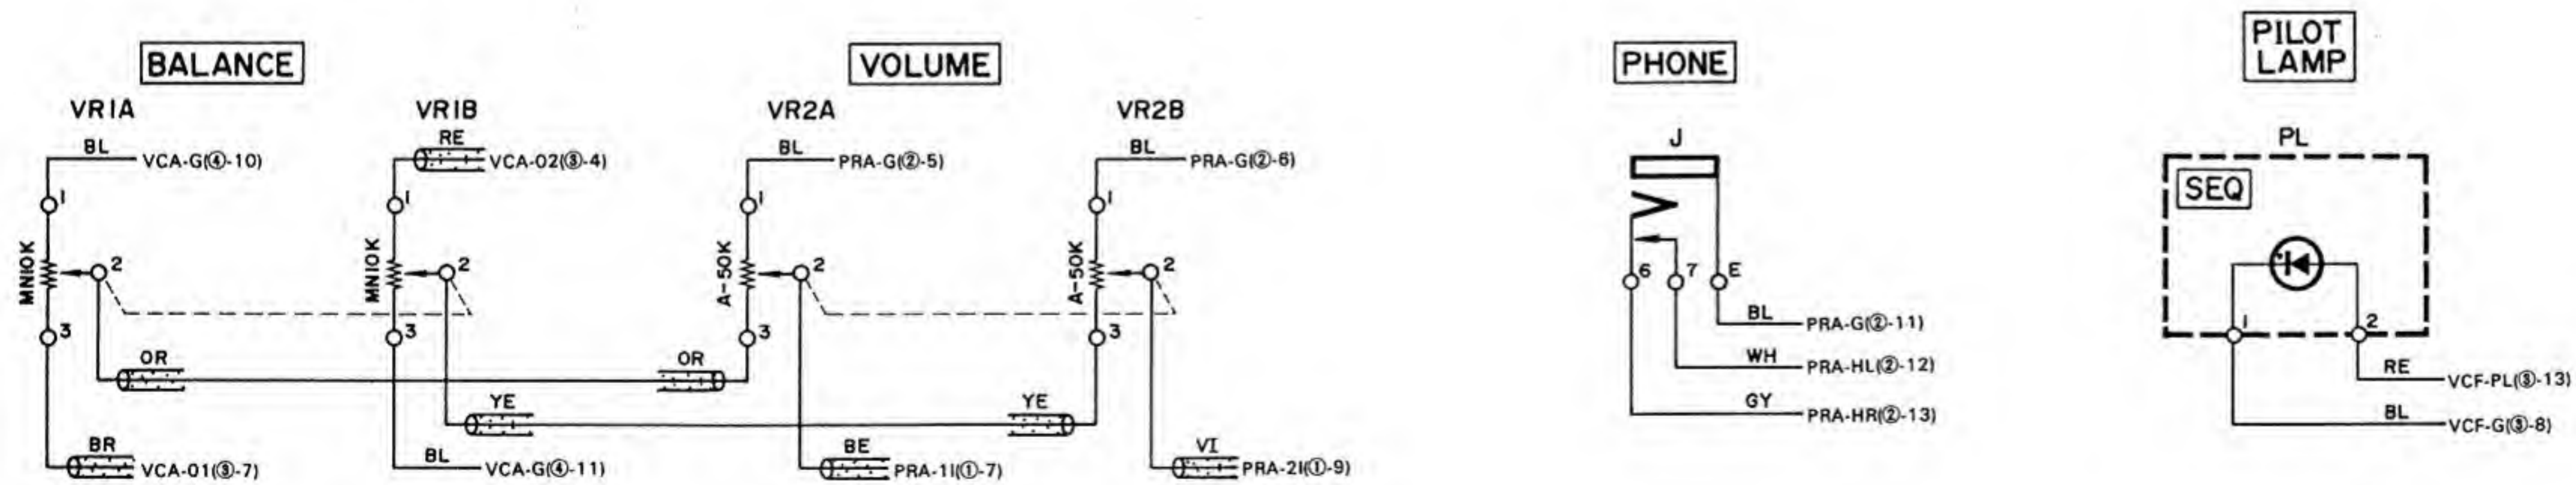 BALANCE
VOLUME
PHONE
PILOT
LAMP
VR1A
VR1B
VR2A
VR2B
J
PL
BL
VCA-G(④-10)
RE
VCA-02(③-4)
BL
PRA-G(②-5)
BL
PRA-G(②-6)
SEQ
1
1
1
1
MN10K
2
MN10K
2
A-50K
2
A-50K
2
6
7
E
3
3
3
3
BL
PRA-G(②-11)
1
2
OR
OR
WH
PRA-HL(②-12)
RE
VCF-PL(③-13)
YE
YE
GY
PRA-HR(②-13)
BL
VCF-G(③-8)
BR
VCA-01(③-7)
BL
VCA-G(④-11)
BE
PRA-1I(①-7)
VI
PRA-2I(①-9)